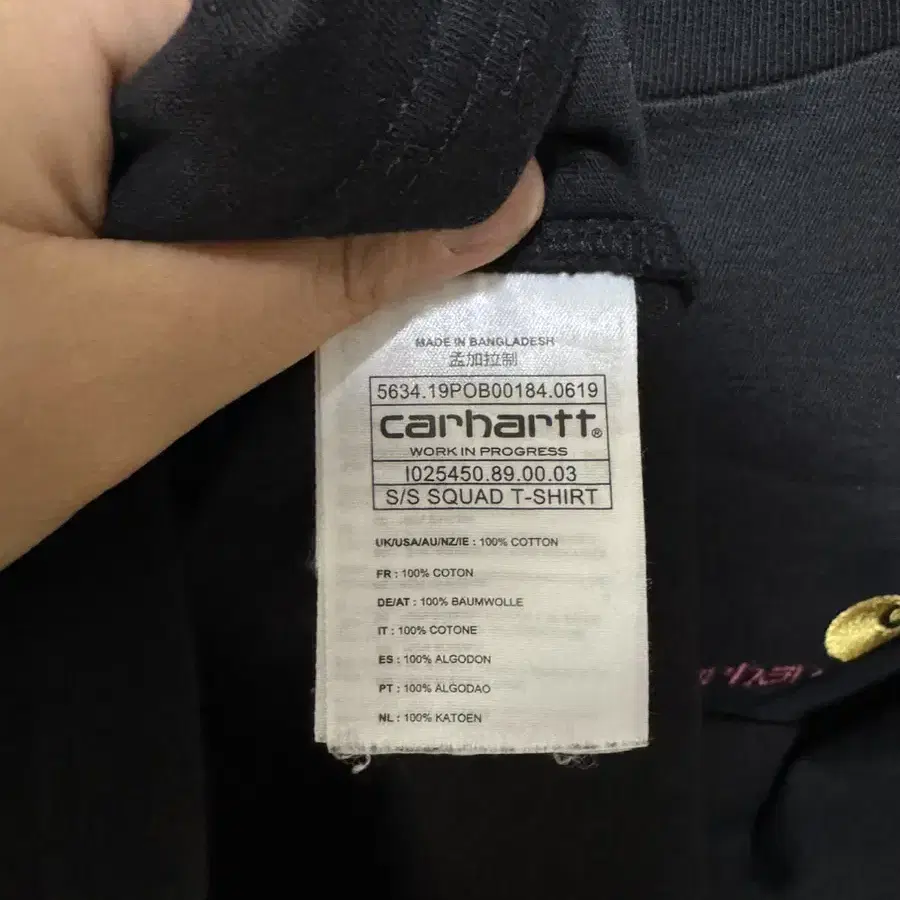 MADE IN BANGLADESH
孟加拉制
5634.19POB00184.0619
carhartt®
WORK IN PROGRESS
I025450.89.00.03
S/S SQUAD T-SHIRT
UK/USA/AU/NZ/IE : 100% COTTON
FR : 100% COTON
DE/AT : 100% BAUMWOLLE
IT : 100% COTONE
ES : 100% ALGODON
PT : 100% ALGODAO
NL : 100% KATOEN